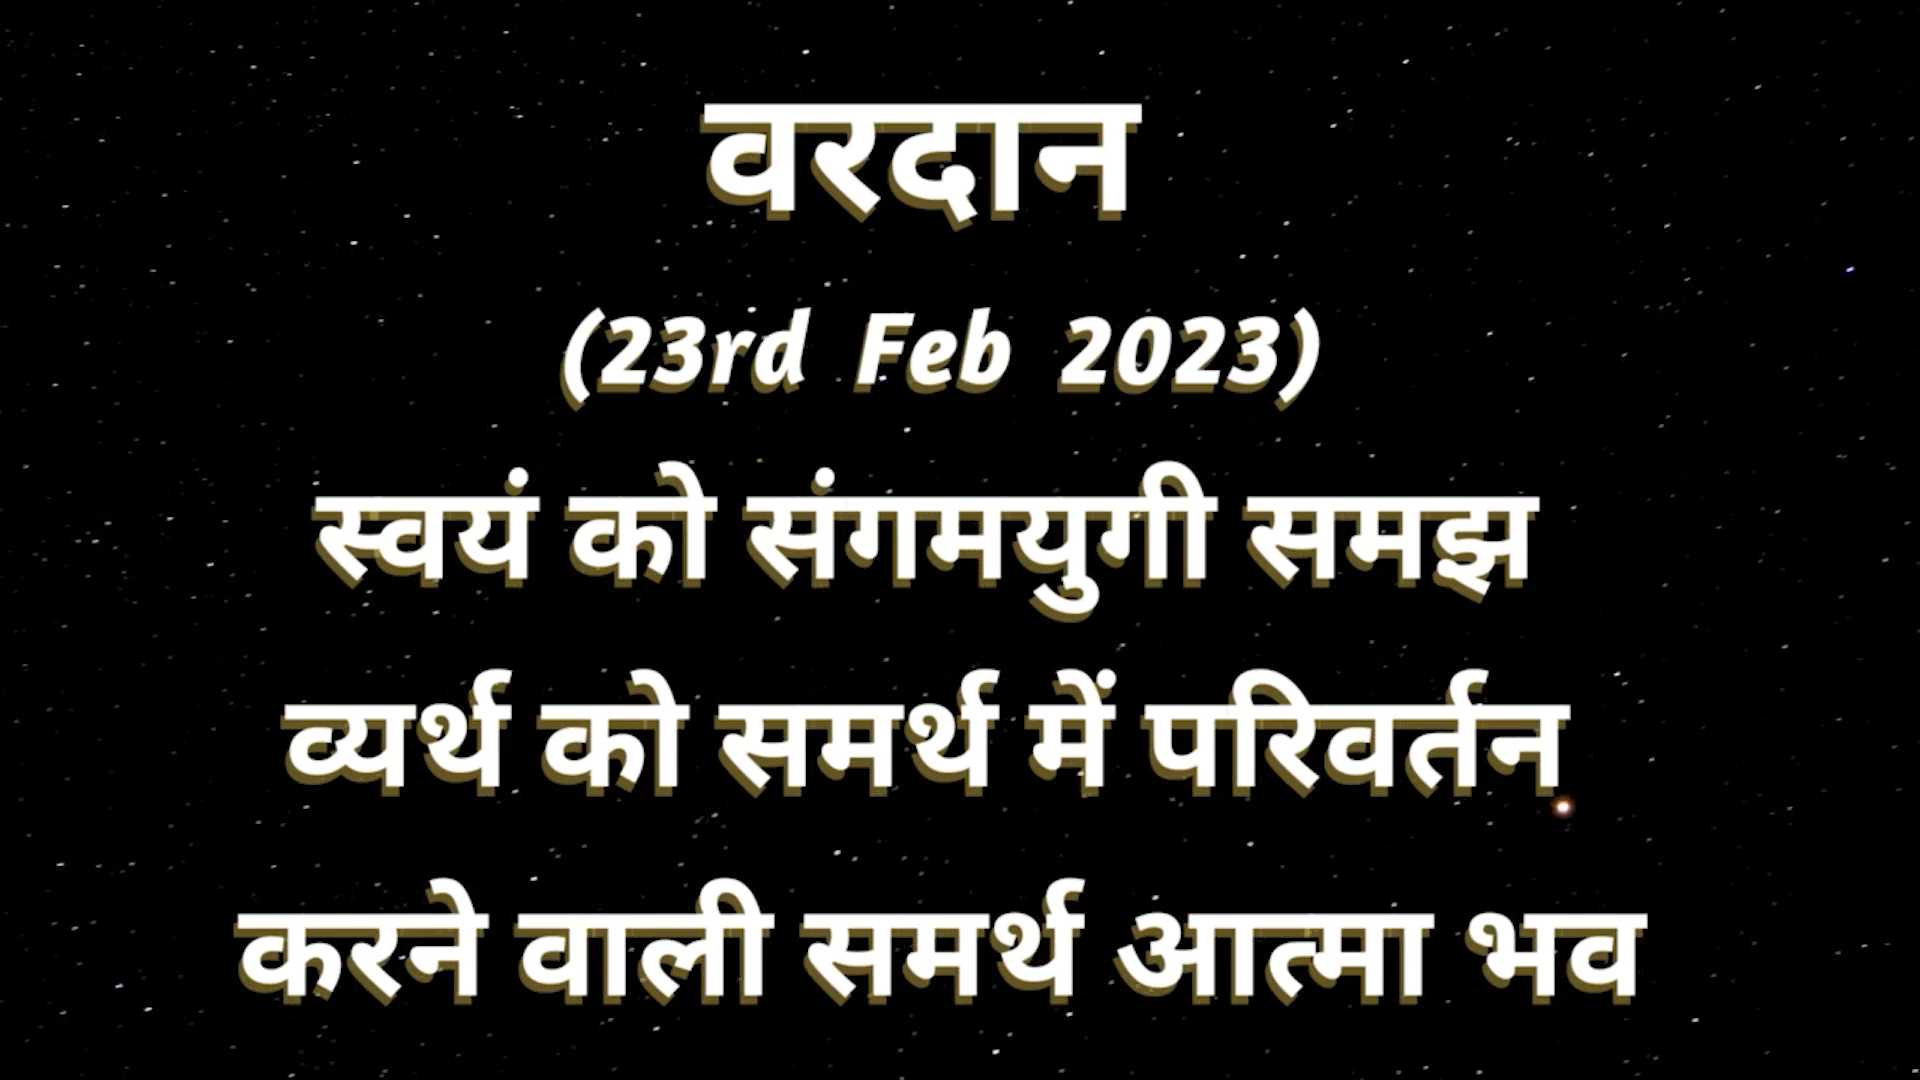 वरदान
(23rd Feb 2023)
स्वयं को संगमयुगी समझ
व्यर्थ को समर्थ में परिवर्तन
करने वाली समर्थ आत्मा भव